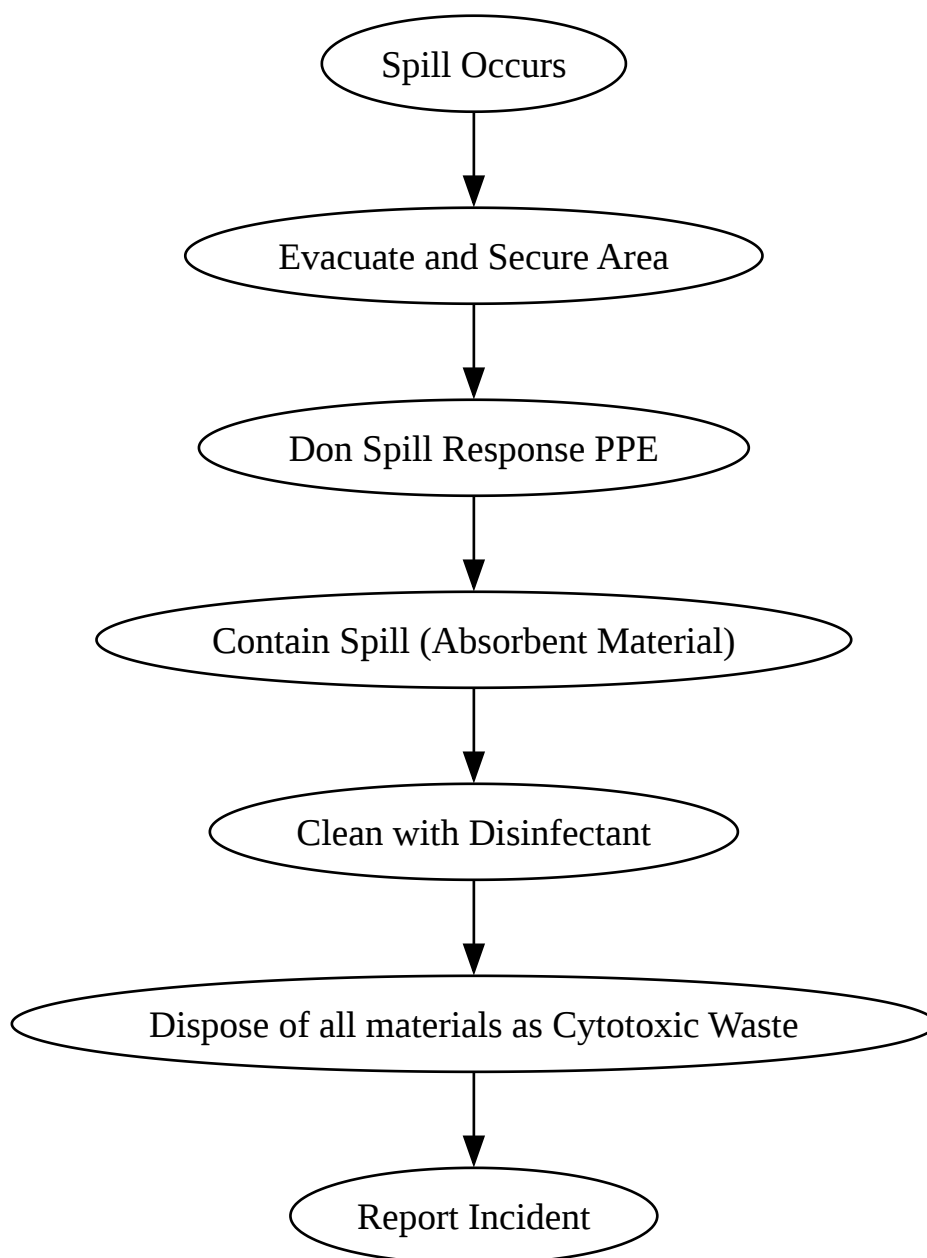 Spill Occurs
Evacuate and Secure Area
Don Spill Response PPE
Contain Spill (Absorbent Material)
Clean with Disinfectant
Dispose of all materials as Cytotoxic Waste
Report Incident